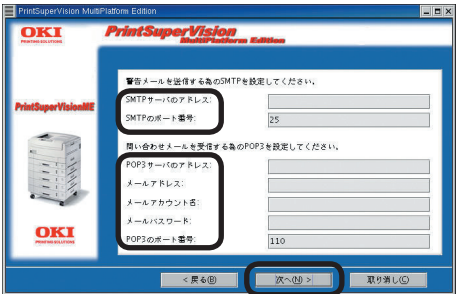 PrintSuperVision MultiPlatform Edition
OKI
PRINTING SOLUTIONS
PrintSuperVision
MultiPlatform Edition
警告メールを送信する為のSMTPを設定してください。
SMTPサーバのアドレス:
SMTPのポート番号: 25
PrintSuperVisionME
問い合わせメールを受信する為のPOP3を設定してください。
POP3サーバのアドレス:
メールアドレス:
メールアカウント名:
メールパスワード:
POP3のポート番号: 110
OKI
PRINTING SOLUTIONS
< 戻る(B)
次へ(N) >
取り消し(C)